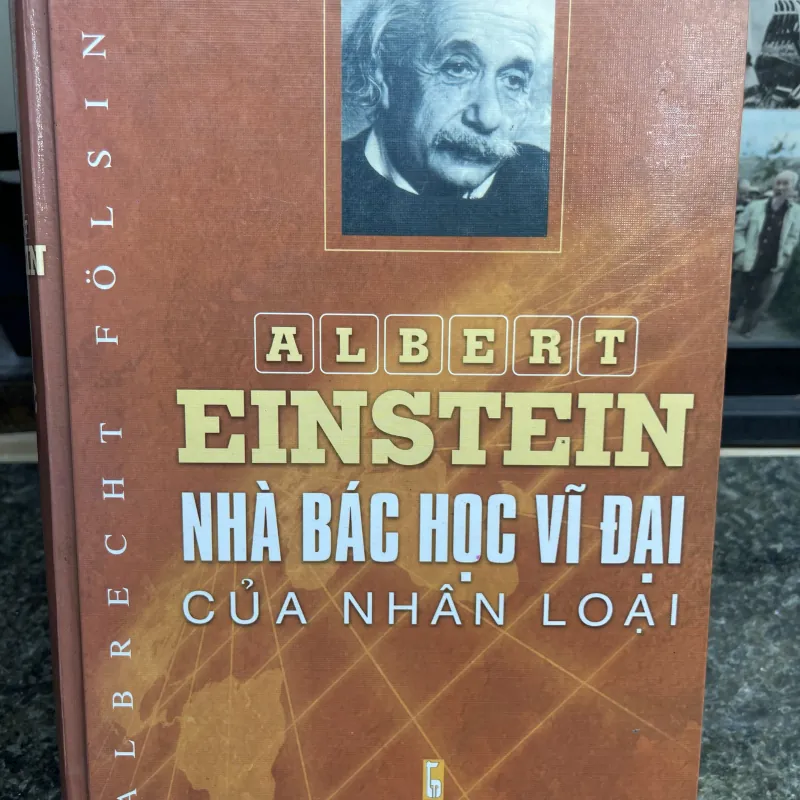 ALBRECHT FÖLSIN
ALBERT
EINSTEIN
NHÀ BÁC HỌC VĨ ĐẠI
CỦA NHÂN LOẠI